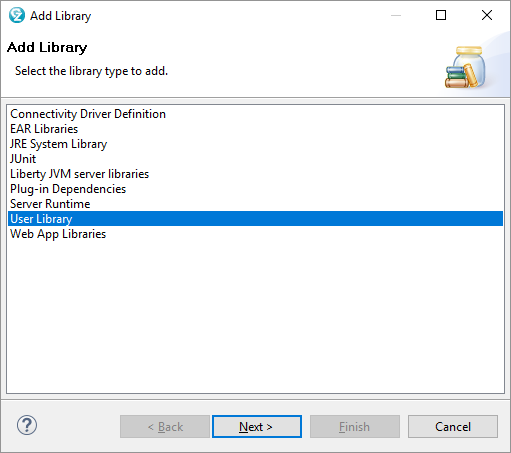 Add Library
Add Library
Select the library type to add.
Connectivity Driver Definition
EAR Libraries
JRE System Library
JUnit
Liberty JVM server libraries
Plug-in Dependencies
Server Runtime
User Library
Web App Libraries
? < Back Next > Finish Cancel